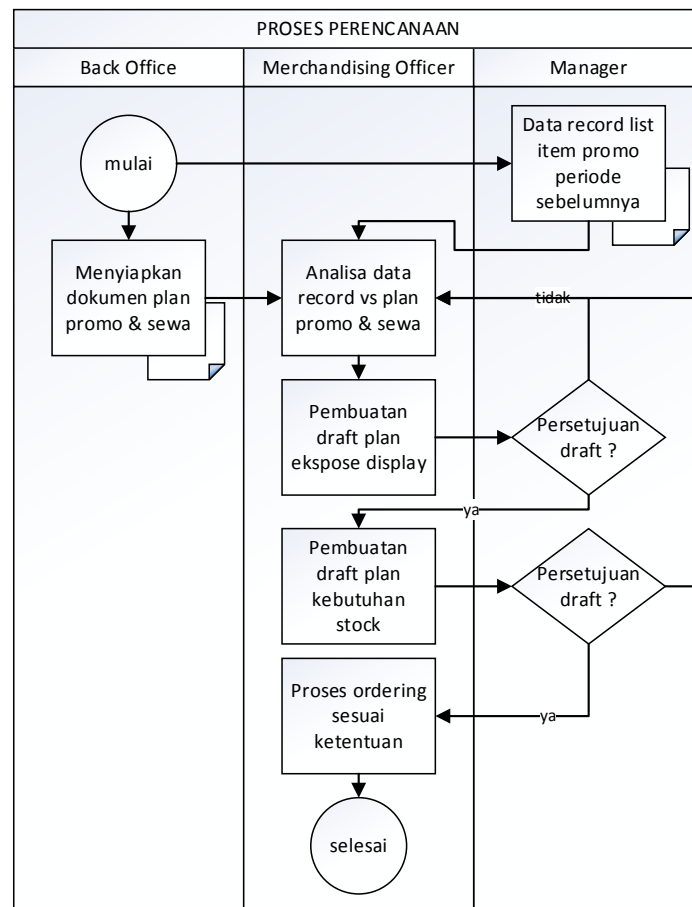 PROSES PERENCANAAN
Back Office
Merchandising Officer
Manager
mulai
Data record list
item promo
periode
sebelumnya
Menyiapkan
dokumen plan
promo & sewa
Analisa data
record vs plan
promo & sewa
tidak
Pembuatan
draft plan
ekspose display
Persetujuan
draft ?
ya
Pembuatan
draft plan
kebutuhan
stock
Persetujuan
draft ?
Proses ordering
sesuai
ketentuan
ya
selesai